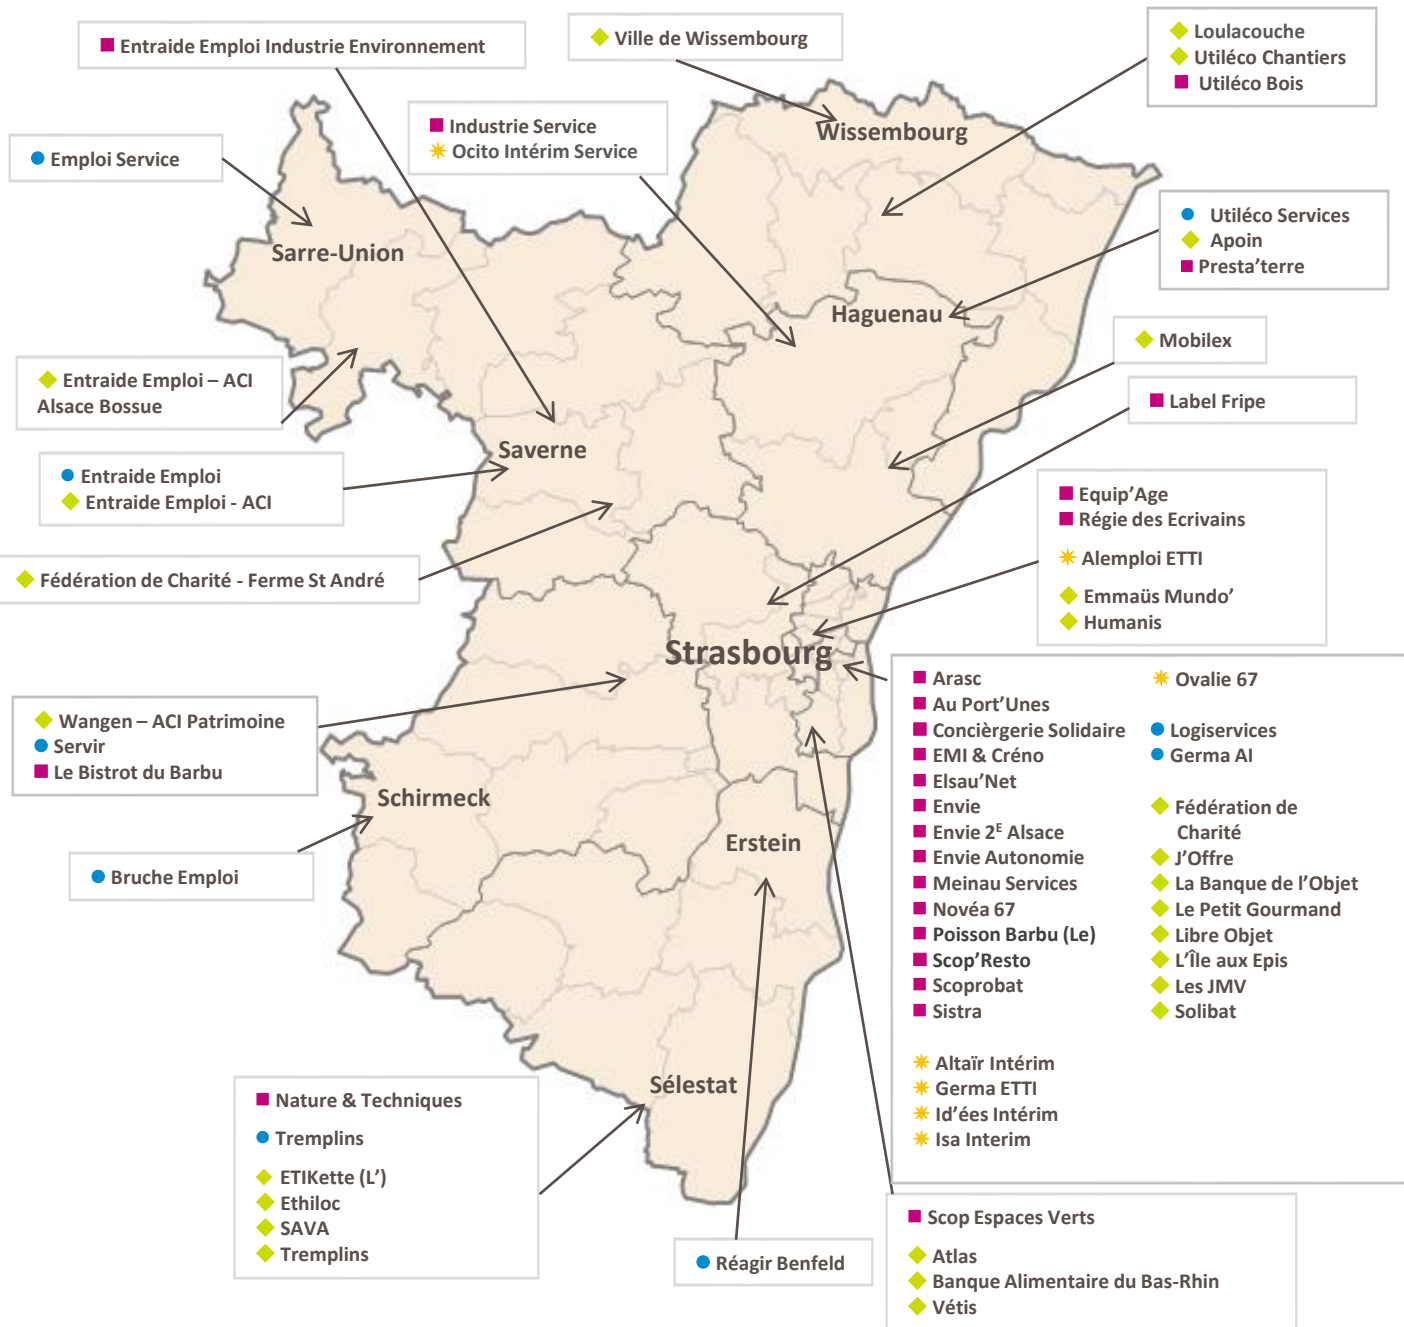 Entraide Emploi Industrie Environnement
Ville de Wissembourg
Loulacouche
Utiléco Chantiers
Utiléco Bois
Industrie Service
Ocito Intérim Service
Wissembourg
Emploi Service
Utiléco Services
Apoin
Presta’terre
Sarre-Union
Haguenau
Mobilex
Entraide Emploi – ACI
Alsace Bossue
Label Fripe
Saverne
Entraide Emploi
Entraide Emploi - ACI
Equip’Age
Régie des Ecrivains
Alemploi ETTI
Emmaüs Mundo’
Humanis
Fédération de Charité - Ferme St André
Strasbourg
Arasc
Au Port’Unes
Concièrgerie Solidaire
EMI & Créno
Elsau’Net
Envie
Envie 2E Alsace
Envie Autonomie
Meinau Services
Novéa 67
Poisson Barbu (Le)
Scop’Resto
Scoprobat
Sistra
Altaïr Intérim
Germa ETTI
Id’ées Intérim
Isa Interim
Ovalie 67
Logiservices
Germa AI
Fédération de
Charité
J’Offre
La Banque de l’Objet
Le Petit Gourmand
Libre Objet
L’Île aux Epis
Les JMV
Solibat
Wangen – ACI Patrimoine
Servir
Le Bistrot du Barbu
Schirmeck
Erstein
Bruche Emploi
Sélestat
Nature & Techniques
Tremplins
ETIKette (L’)
Ethiloc
SAVA
Tremplins
Réagir Benfeld
Scop Espaces Verts
Atlas
Banque Alimentaire du Bas-Rhin
Vétis